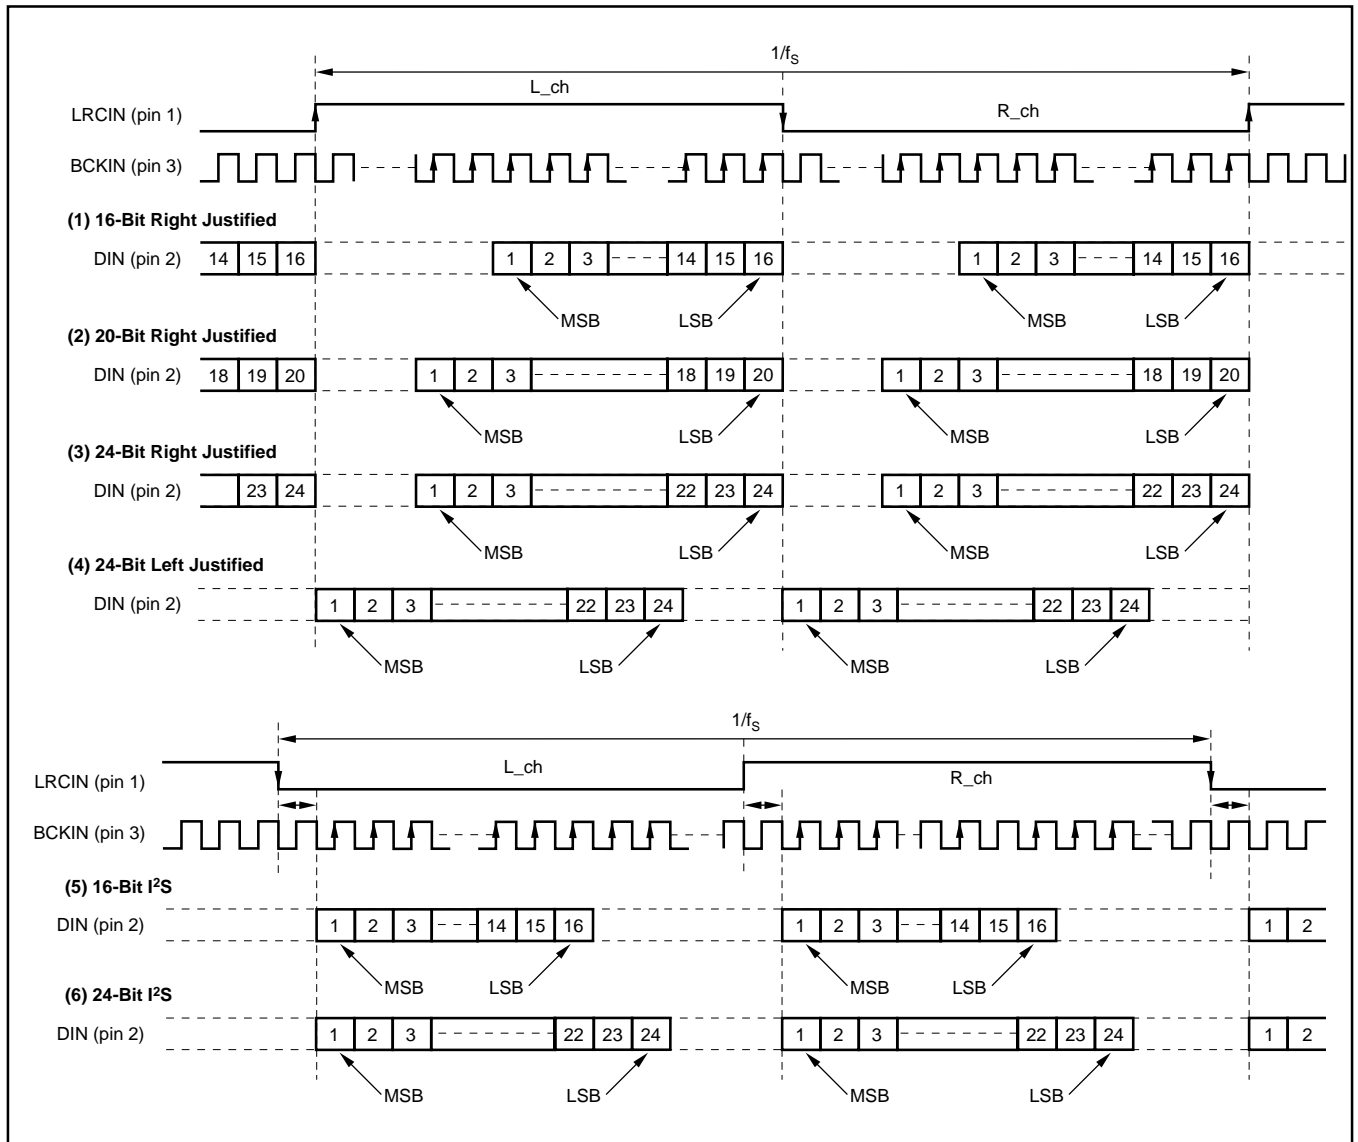 1/fS
L_ch
R_ch
LRCIN (pin 1)
BCKIN (pin 3)
(1) 16-Bit Right Justified
DIN (pin 2) 14 15 16 1 2 3 14 15 16 1 2 3 14 15 16
MSB LSB MSB LSB
(2) 20-Bit Right Justified
DIN (pin 2) 18 19 20 1 2 3 18 19 20 1 2 3 18 19 20
MSB LSB MSB LSB
(3) 24-Bit Right Justified
DIN (pin 2) 23 24 1 2 3 22 23 24 1 2 3 22 23 24
MSB LSB MSB LSB
(4) 24-Bit Left Justified
DIN (pin 2) 1 2 3 22 23 24 1 2 3 22 23 24
MSB LSB MSB LSB
1/fS
L_ch
R_ch
LRCIN (pin 1)
BCKIN (pin 3)
(5) 16-Bit I²S
DIN (pin 2) 1 2 3 14 15 16 1 2 3 14 15 16 1 2
MSB LSB MSB LSB
(6) 24-Bit I²S
DIN (pin 2) 1 2 3 22 23 24 1 2 3 22 23 24 1 2
MSB LSB MSB LSB